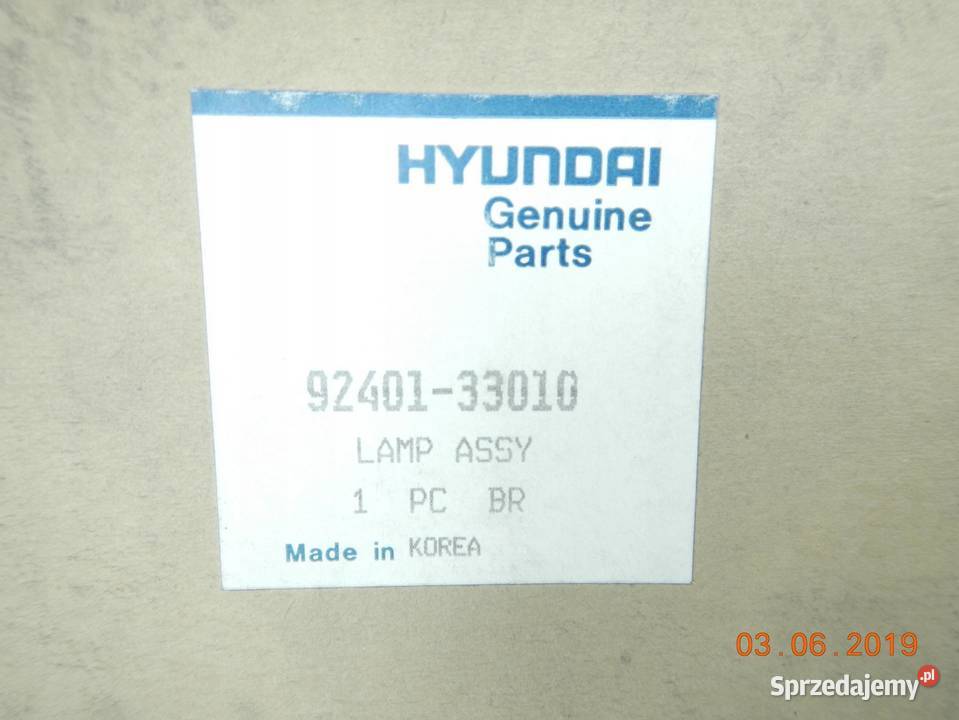 HYUNDAI
Genuine
Parts
92401-33010
LAMP ASSY
1 PC BR
Made in KOREA
03.06.2019
Sprzedajemy.pl